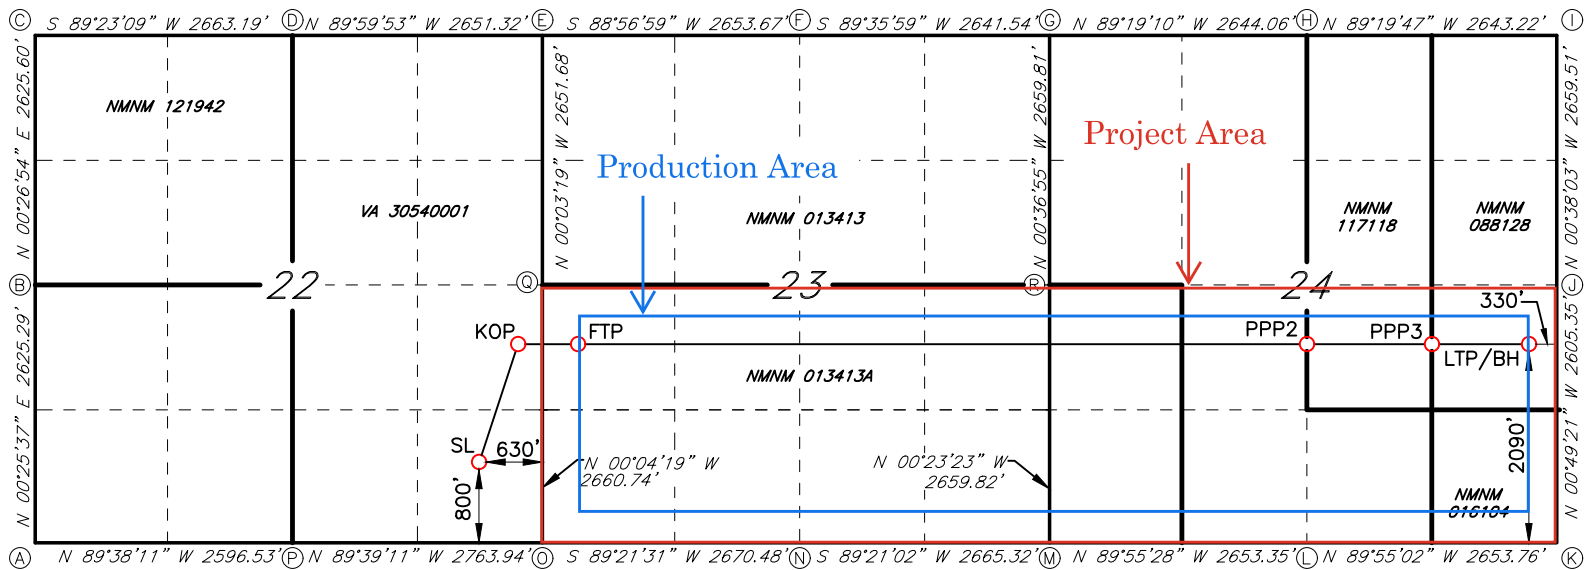 C S 89°23'09" W 2663.19' D N 89°59'53" W 2651.32' E S 88°56'59" W 2653.67' F S 89°35'59" W 2641.54' G N 89°19'10" W 2644.06' H N 89°19'47" W 2643.22' I
N 00°26'54" E 2625.60'
N 00°03'19" W 2651.68'
N 00°36'55" W 2659.81'
N 00°38'03" W 2659.51'
NMNM 121942
Project Area
Production Area
VA 30540001
NMNM 013413
NMNM
117118
NMNM
088128
B 22 Q 23 R 24 J
330'
KOP FTP PPP2 PPP3
LTP/BH
NMNM 013413A
N 00°25'37" E 2625.29'
N 00°49'21" W 2605.35'
SL 630'
800'
N 00°04'19" W
2660.74'
N 00°23'23" W
2659.82'
2090'
NMNM
016104
A N 89°38'11" W 2596.53' P N 89°39'11" W 2763.94' O S 89°21'31" W 2670.48' N S 89°21'02" W 2665.32' M N 89°55'28" W 2653.35' L N 89°55'02" W 2653.76' K